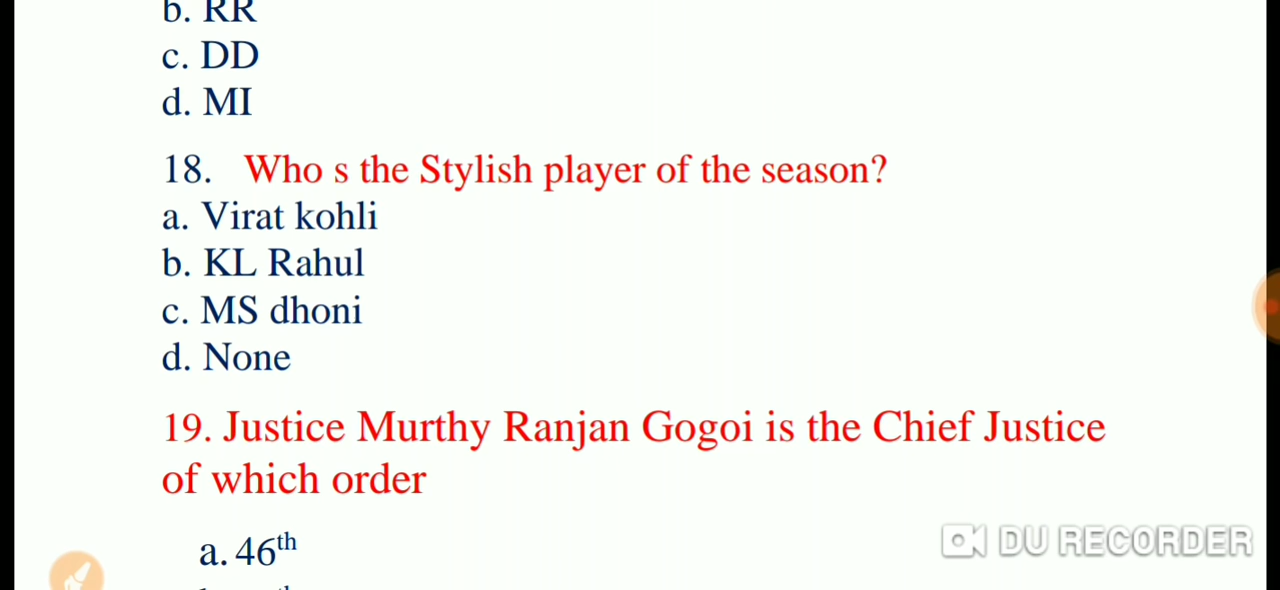 b. RR
c. DD
d. MI
18. Who s the Stylish player of the season?
a. Virat kohli
b. KL Rahul
c. MS dhoni
d. None
19. Justice Murthy Ranjan Gogoi is the Chief Justice
of which order
a. 46th
DU RECORDER